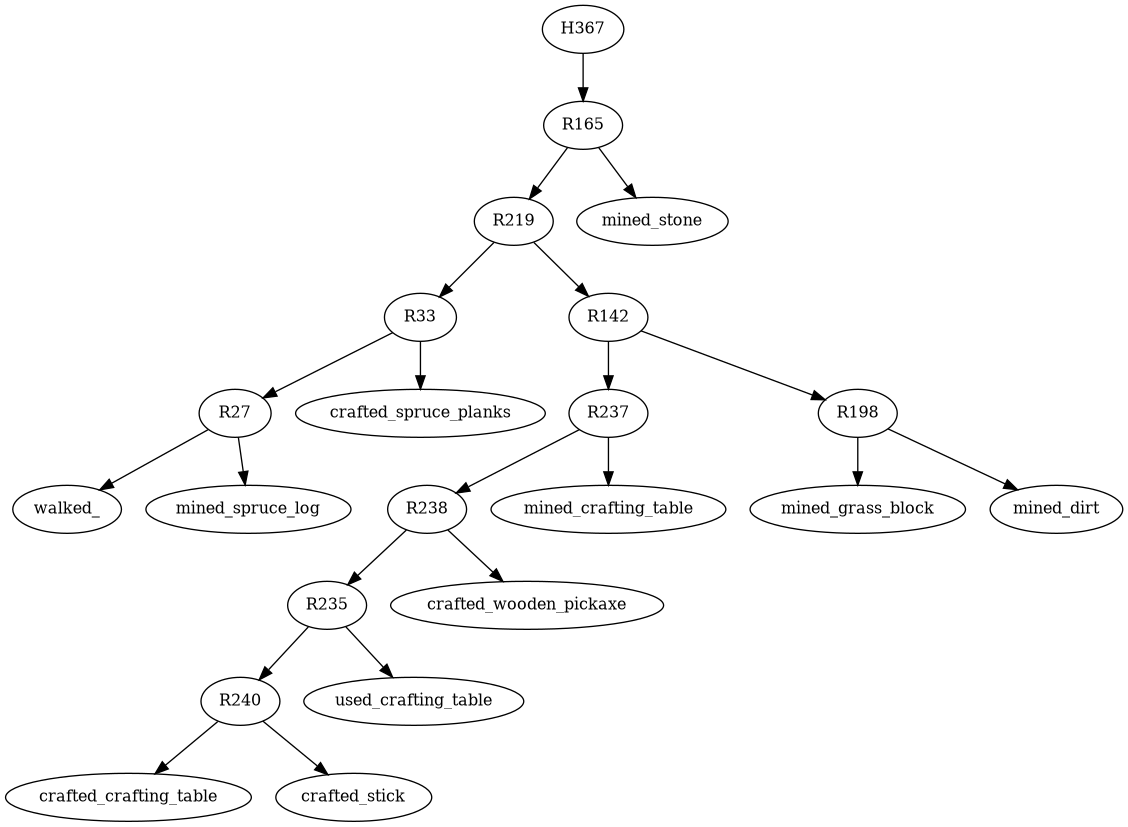 H367
R165
R219
mined_stone
R33
R142
R27
crafted_spruce_planks
R237
R198
walked_
mined_spruce_log
R238
mined_crafting_table
mined_grass_block
mined_dirt
R235
crafted_wooden_pickaxe
R240
used_crafting_table
crafted_crafting_table
crafted_stick